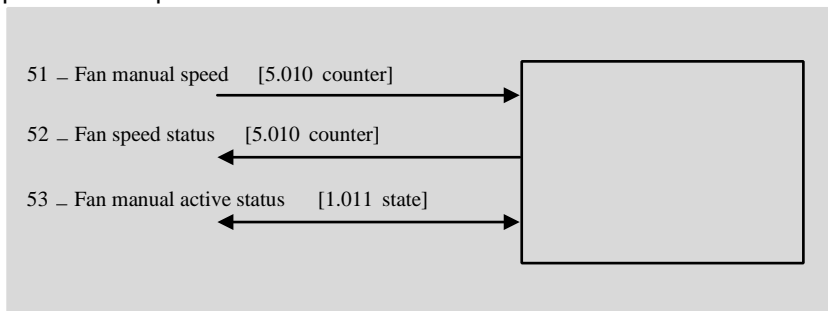 51 – Fan manual speed [5.010 counter]
52 – Fan speed status [5.010 counter]
53 – Fan manual active status [1.011 state]